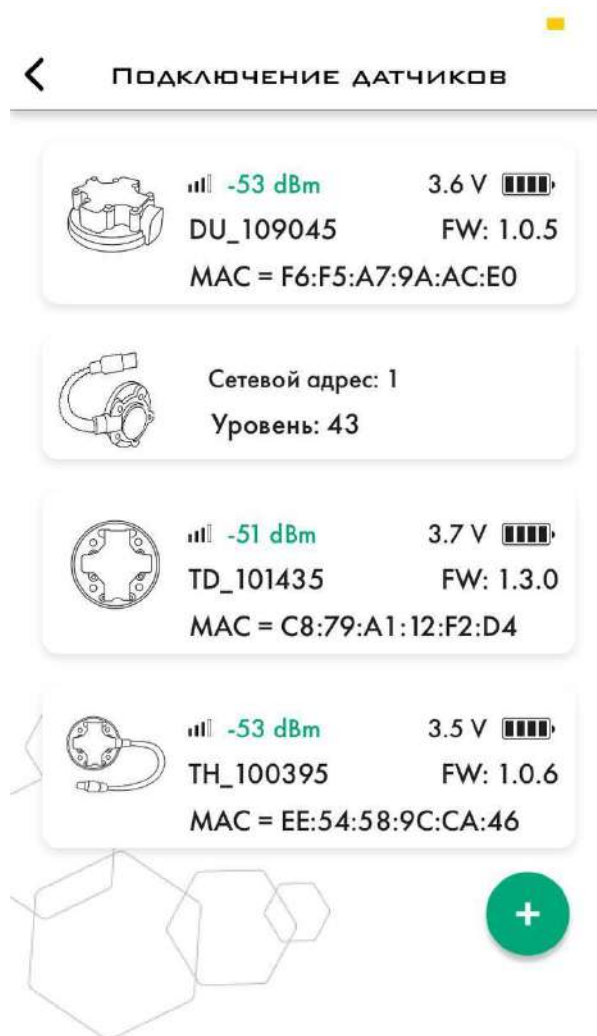 Подключение датчиков
-53 dBm 3.6 V
DU_109045 FW: 1.0.5
MAC = F6:F5:A7:9A:AC:E0
Сетевой адрес: 1
Уровень: 43
-51 dBm 3.7 V
TD_101435 FW: 1.3.0
MAC = C8:79:A1:12:F2:D4
-53 dBm 3.5 V
TH_100395 FW: 1.0.6
MAC = EE:54:58:9C:CA:46
+